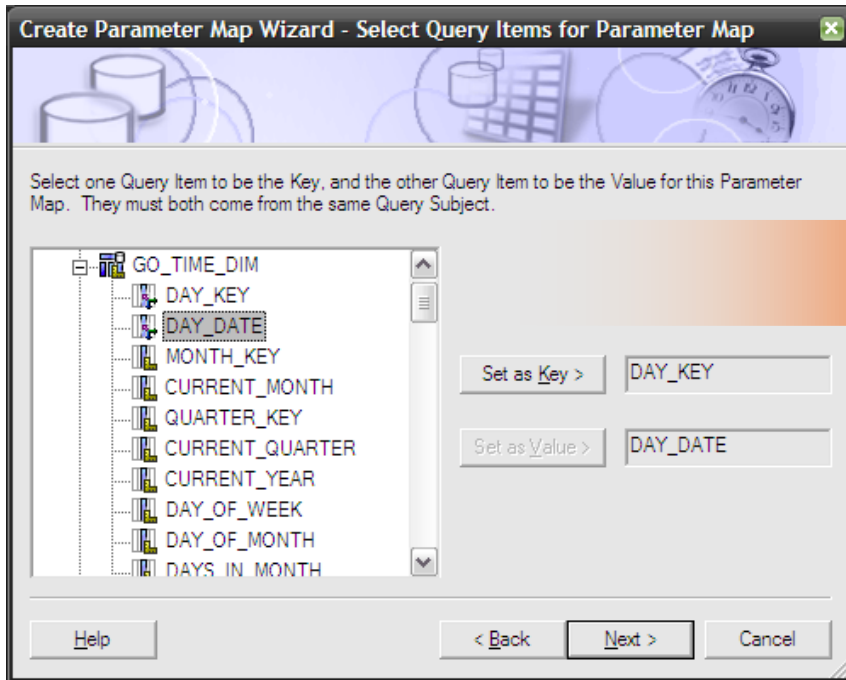 Create Parameter Map Wizard - Select Query Items for Parameter Map
Select one Query Item to be the Key, and the other Query Item to be the Value for this Parameter
Map. They must both come from the same Query Subject.
GO_TIME_DIM
DAY_KEY
DAY_DATE
MONTH_KEY
CURRENT_MONTH
QUARTER_KEY
CURRENT_QUARTER
CURRENT_YEAR
DAY_OF_WEEK
DAY_OF_MONTH
DAYS_IN_MONTH
Set as Key >
DAY_KEY
Set as Value >
DAY_DATE
Help
< Back
Next >
Cancel